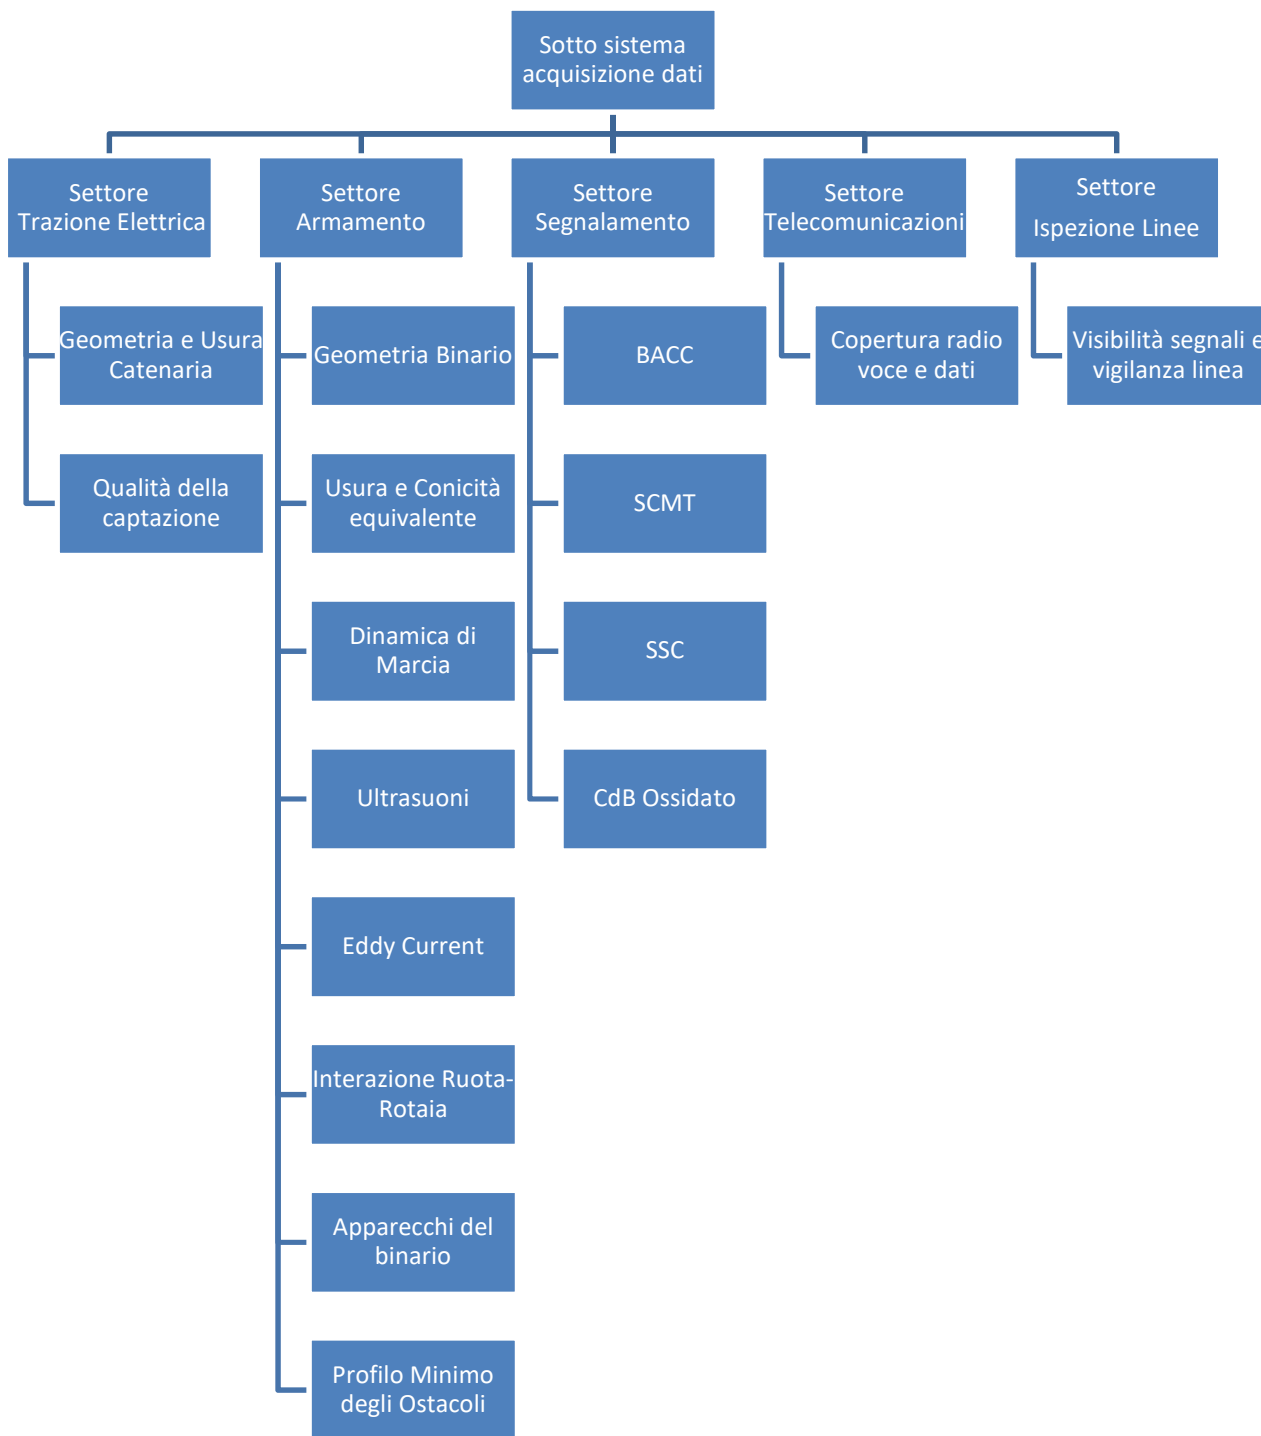 Sotto sistema
acquisizione dati
Settore
Trazione Elettrica
Settore
Armamento
Settore
Segnalamento
Settore
Telecomunicazioni
Settore
Ispezione Linee
Geometria e Usura
Catenaria
Qualità della
captazione
Geometria Binario
Usura e Conicità
equivalente
Dinamica di
Marcia
Ultrasuoni
Eddy Current
Interazione Ruota-
Rotaia
Apparecchi del
binario
Profilo Minimo
degli Ostacoli
BACC
SCMT
SSC
CdB Ossidato
Copertura radio
voce e dati
Visibilità segnali e
vigilanza linea